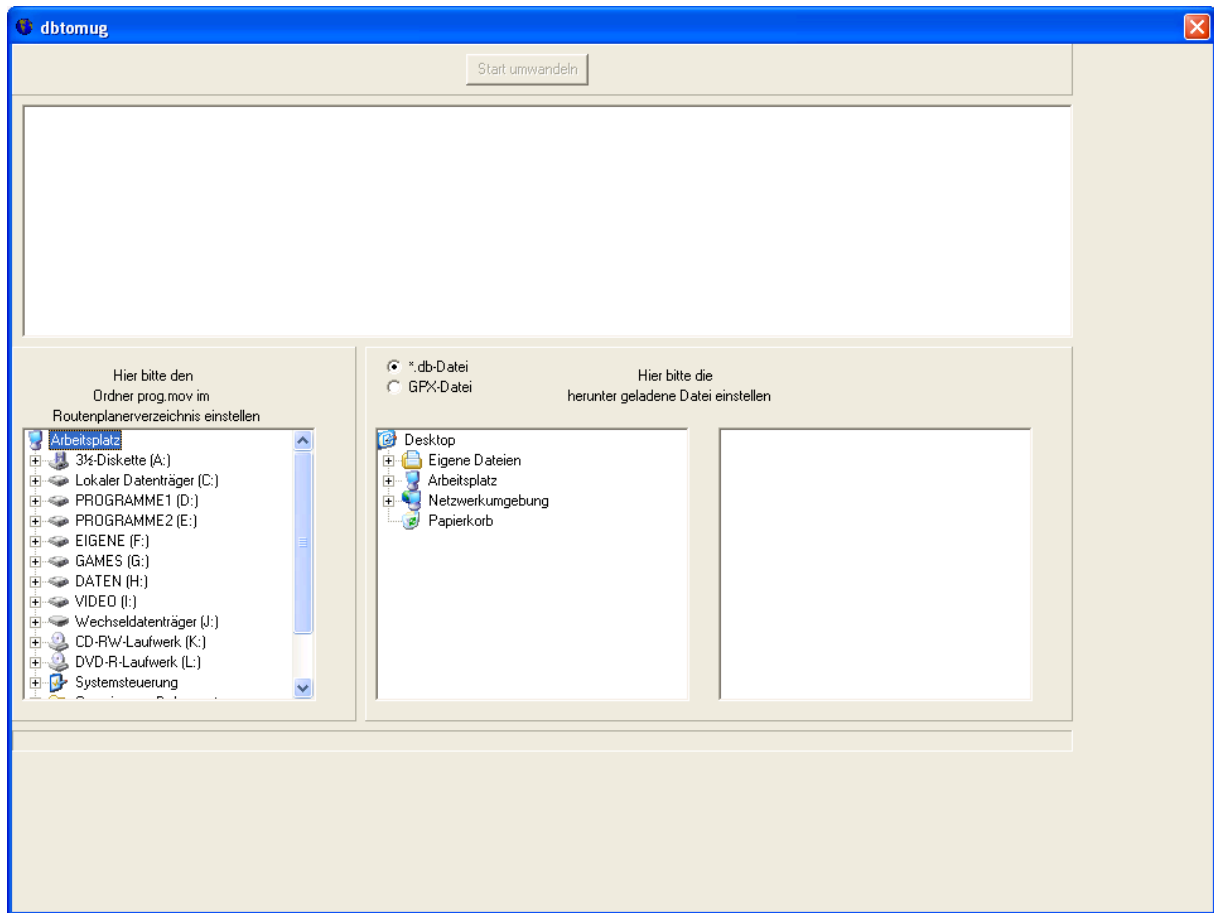 dbtomug
Start umwandeln
Hier bitte den
Ordner prog.mov im
Routenplanerverzeichnis einstellen
Arbeitsplatz
3½-Diskette (A:)
Lokaler Datenträger (C:)
PROGRAMME1 (D:)
PROGRAMME2 (E:)
EIGENE (F:)
GAMES (G:)
DATEN (H:)
VIDEO (I:)
Wechseldatenträger (J:)
CD-RW-Laufwerk (K:)
DVD-R-Laufwerk (L:)
Systemsteuerung
*.db-Datei
GPX-Datei
Hier bitte die
herunter geladene Datei einstellen
Desktop
Eigene Dateien
Arbeitsplatz
Netzwerkumgebung
Papierkorb